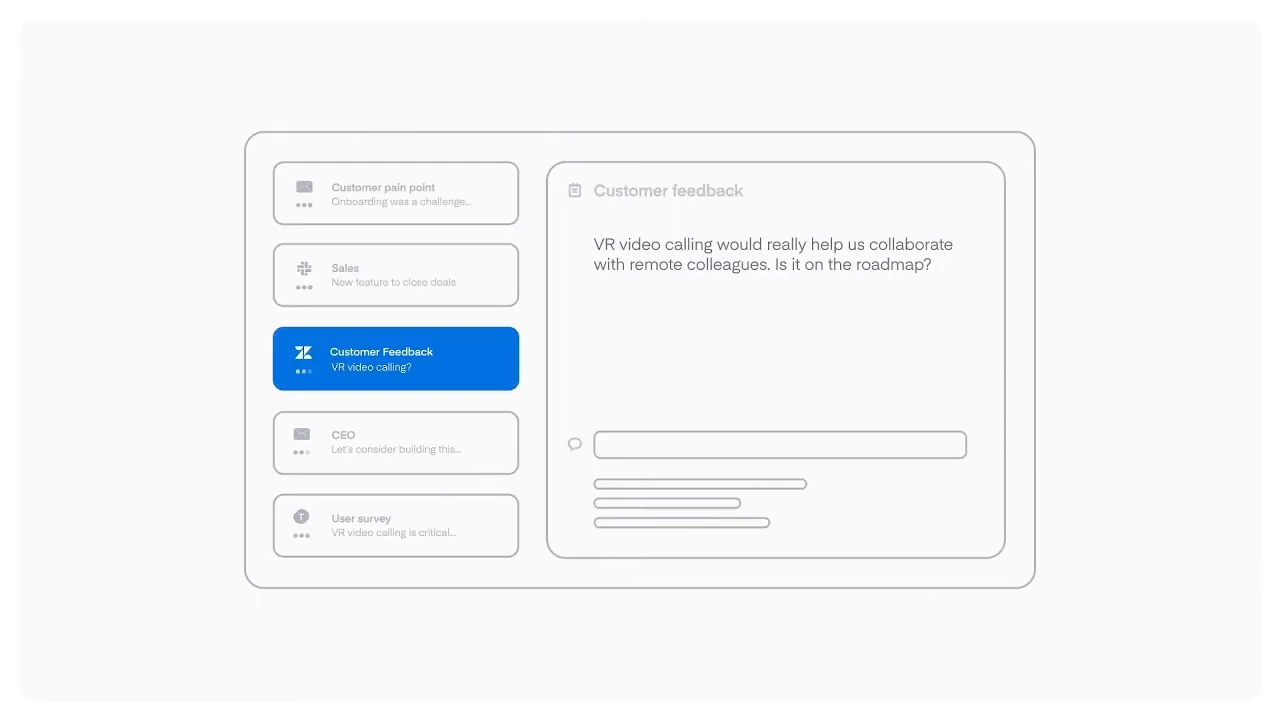 Customer pain point
Onboarding was a challenge...
Sales
New feature to close deals
Customer Feedback
VR video calling?
CEO
Let's consider building this...
T
User survey
VR video calling is critical...
Customer feedback
VR video calling would really help us collaborate
with remote colleagues. Is it on the roadmap?